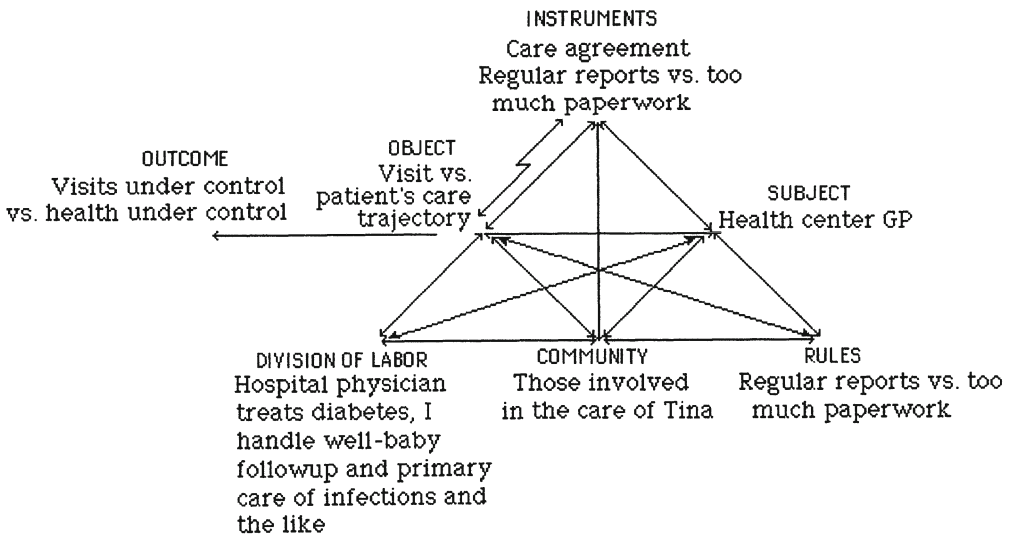 INSTRUMENTS
Care agreement
Regular reports vs. too
much paperwork
OUTCOME
Visits under control
vs. health under control
OBJECT
Visit vs.
patient's care
trajectory
SUBJECT
Health center GP
DIVISION OF LABOR
Hospital physician
treats diabetes, I
handle well-baby
followup and primary
care of infections and
the like
COMMUNITY
Those involved
in the care of Tina
RULES
Regular reports vs. too
much paperwork